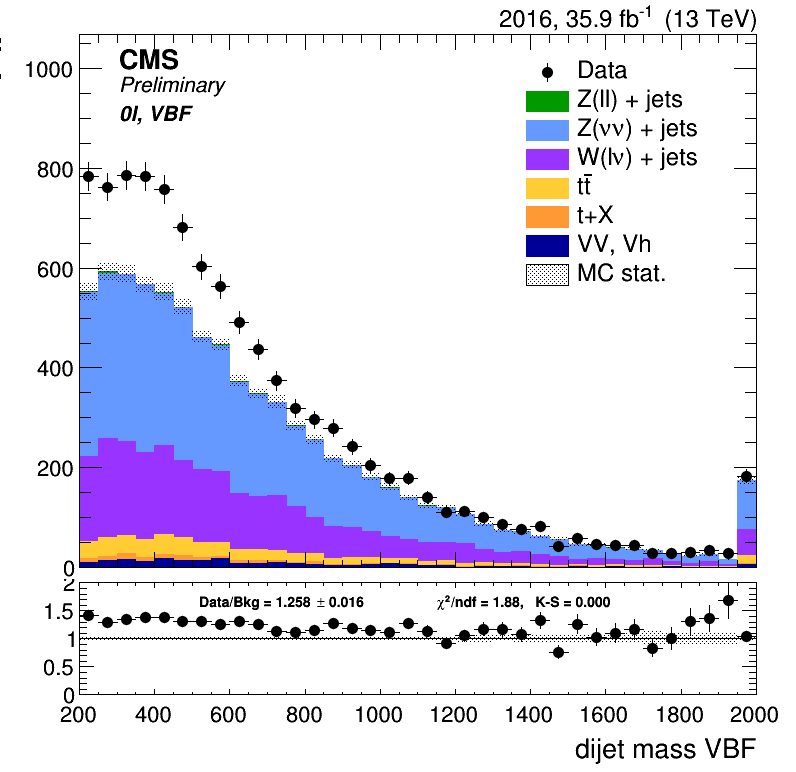 2016, 35.9 fb⁻¹ (13 TeV)
CMS
Preliminary
0l, VBF
Data
Z(ll) + jets
Z(νν) + jets
W(lν) + jets
tt̄
t+X
VV, Vh
MC stat.
1000
800
600
400
200
0
Data/Bkg = 1.258 ± 0.016
χ²/ndf = 1.88, K-S = 0.000
2
1.5
1
0.5
0
200 400 600 800 1000 1200 1400 1600 1800 2000
dijet mass VBF